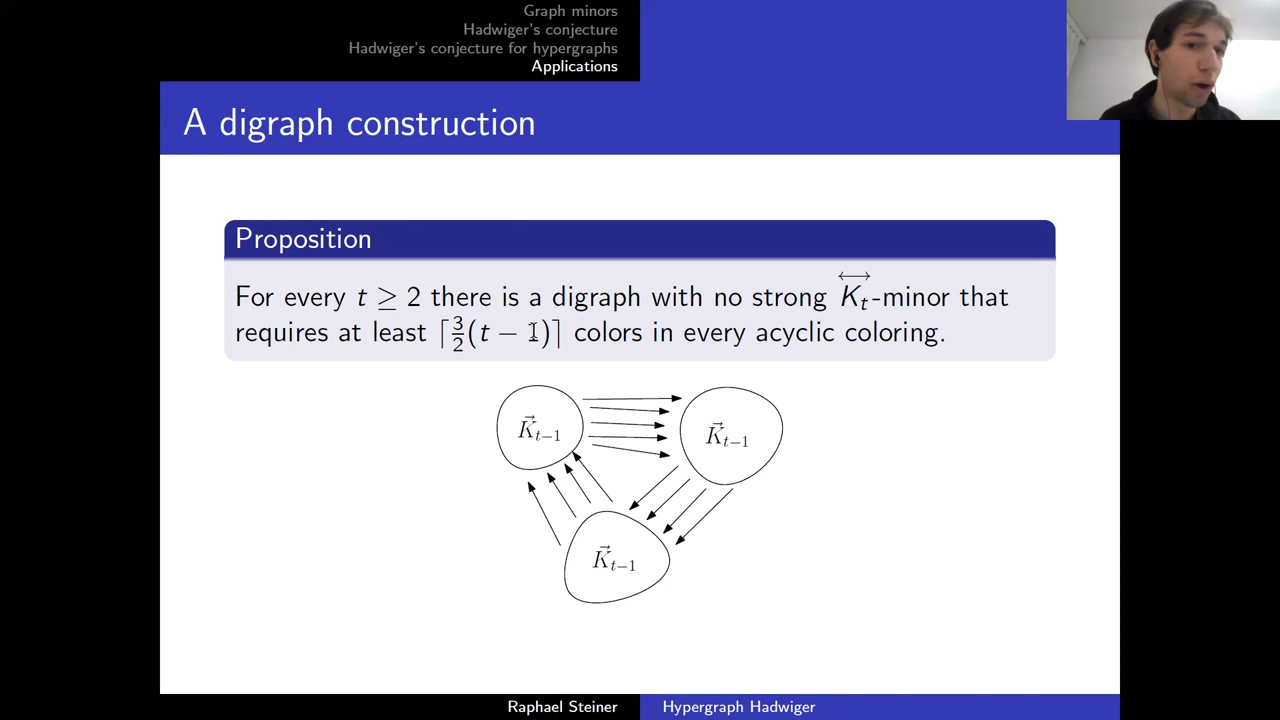 Graph minors
Hadwiger's conjecture
Hadwiger's conjecture for hypergraphs
Applications
A digraph construction
Proposition
For every t ≥ 2 there is a digraph with no strong K⃡ₜ-minor that
requires at least ⌈3/2(t − 1)⌉ colors in every acyclic coloring.
K⃗ₜ₋₁
K⃗ₜ₋₁
K⃗ₜ₋₁
Raphael Steiner
Hypergraph Hadwiger